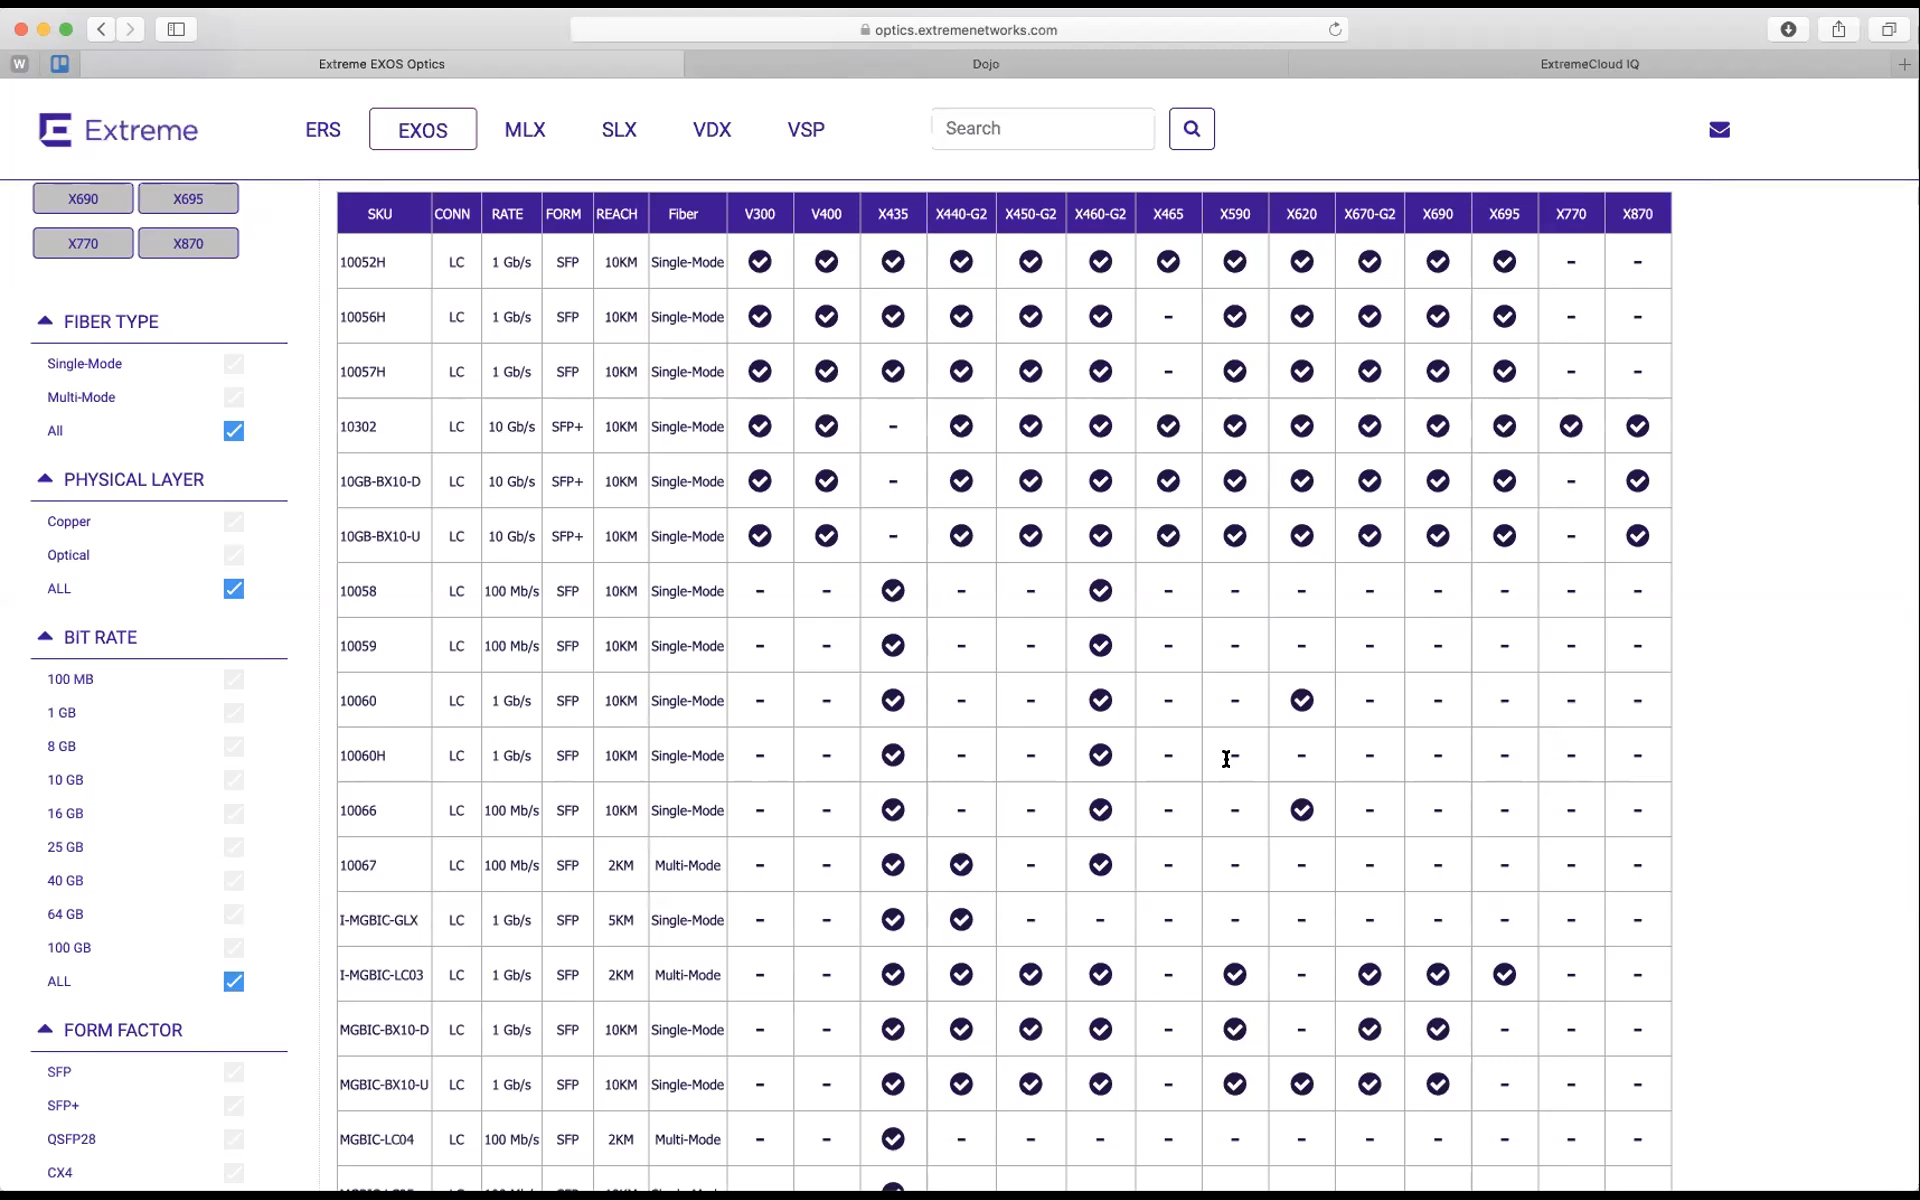 optics.extremenetworks.com
W
Extreme EXOS Optics
Dojo
ExtremeCloud IQ
Extreme
ERS
EXOS
MLX
SLX
VDX
VSP
Search
X690
X695
X770
X870
FIBER TYPE
Single-Mode
Multi-Mode
All
PHYSICAL LAYER
Copper
Optical
ALL
BIT RATE
100 MB
1 GB
8 GB
10 GB
16 GB
25 GB
40 GB
64 GB
100 GB
ALL
FORM FACTOR
SFP
SFP+
QSFP28
CX4
SKU CONN RATE FORM REACH Fiber V300 V400 X435 X440-G2 X450-G2 X460-G2 X465 X590 X620 X670-G2 X690 X695 X770 X870
10052H LC 1 Gb/s SFP 10KM Single-Mode - -
10056H LC 1 Gb/s SFP 10KM Single-Mode - - -
10057H LC 1 Gb/s SFP 10KM Single-Mode - - -
10302 LC 10 Gb/s SFP+ 10KM Single-Mode -
10GB-BX10-D LC 10 Gb/s SFP+ 10KM Single-Mode - -
10GB-BX10-U LC 10 Gb/s SFP+ 10KM Single-Mode - -
10058 LC 100 Mb/s SFP 10KM Single-Mode - - - - - - - - - - - -
10059 LC 100 Mb/s SFP 10KM Single-Mode - - - - - - - - - - - -
10060 LC 1 Gb/s SFP 10KM Single-Mode - - - - - - - - - - -
10060H LC 1 Gb/s SFP 10KM Single-Mode - - - - - - - - - - - -
10066 LC 100 Mb/s SFP 10KM Single-Mode - - - - - - - - - - -
10067 LC 100 Mb/s SFP 2KM Multi-Mode - - - - - - - - - - -
I-MGBIC-GLX LC 1 Gb/s SFP 5KM Single-Mode - - - - - - - - - - - -
I-MGBIC-LC03 LC 1 Gb/s SFP 2KM Multi-Mode - - - - - -
MGBIC-BX10-D LC 1 Gb/s SFP 10KM Single-Mode - - - - - - -
MGBIC-BX10-U LC 1 Gb/s SFP 10KM Single-Mode - - - - - -
MGBIC-LC04 LC 100 Mb/s SFP 2KM Multi-Mode - - - - - - - - - - - - -